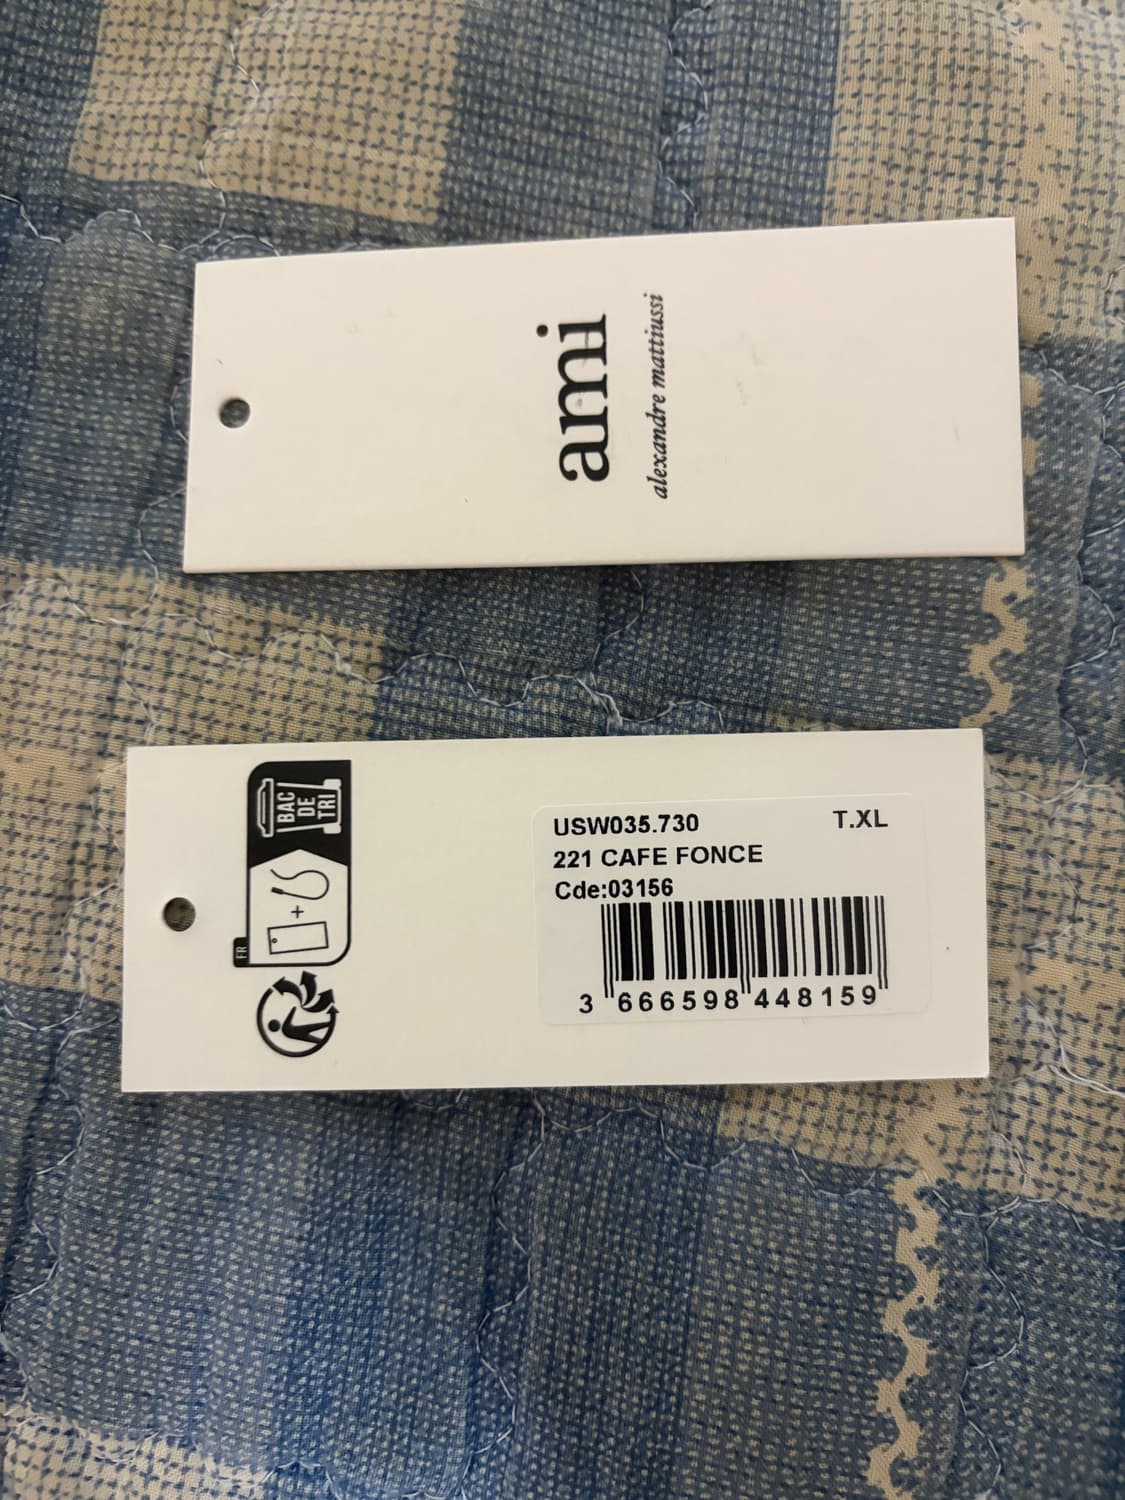 ami
alexandre mattiussi
BAC
DE
TRI
FR
USW035.730 T.XL
221 CAFE FONCE
Cde:03156
3 666598 448159